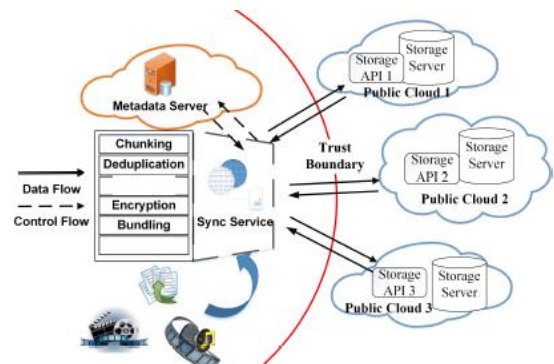 Metadata Server
Chunking
Deduplication
Encryption
Bundling
Sync Service
Data Flow
Control Flow
Trust
Boundary
Storage
API 1
Storage
Server
Public Cloud 1
Storage
API 2
Storage
Server
Public Cloud 2
Storage
API 3
Storage
Server
Public Cloud 3